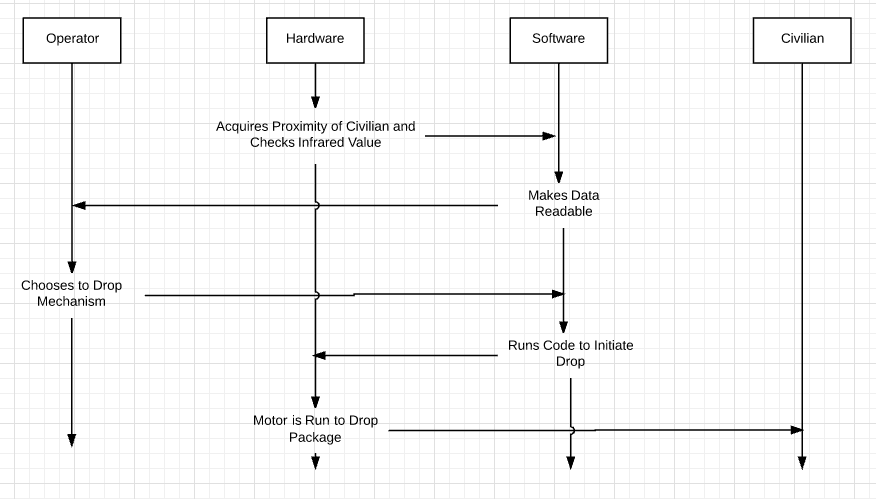 Operator
Hardware
Software
Civilian
Acquires Proximity of Civilian and
Checks Infrared Value
Makes Data
Readable
Chooses to Drop
Mechanism
Runs Code to Initiate
Drop
Motor is Run to Drop
Package